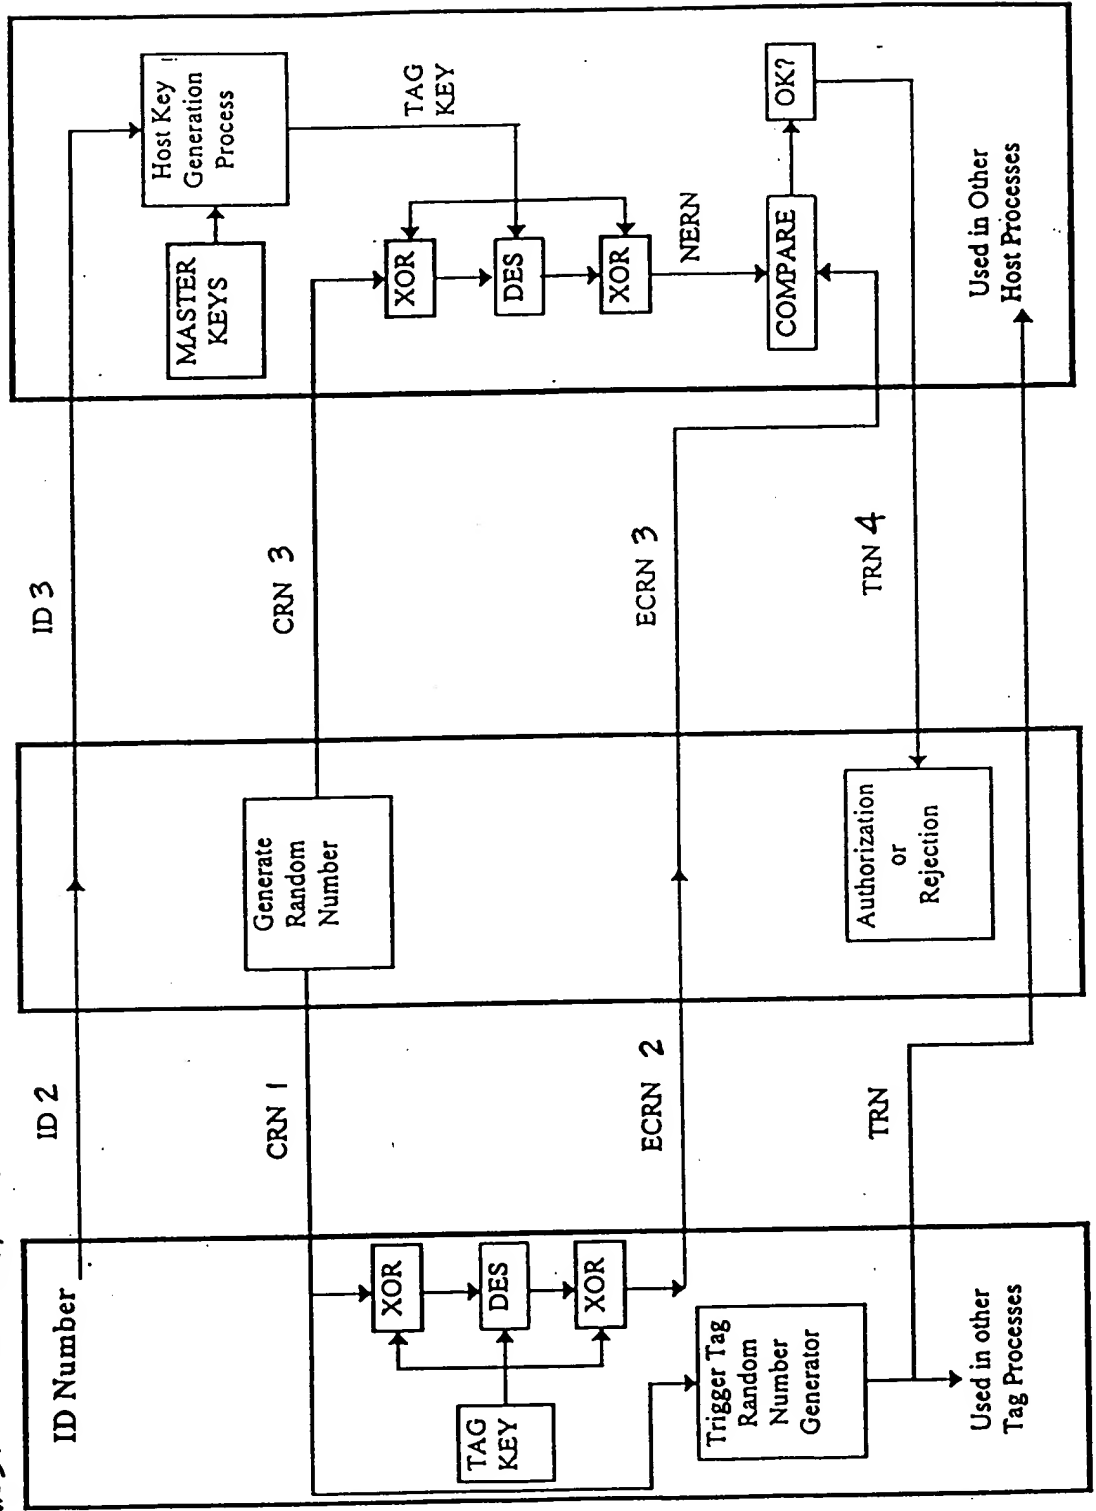 ID Number
TAG
KEY
XOR
DES
XOR
Trigger Tag
Random
Number
Generator
Used in other
Tag Processes
ID 2
CRN 1
ECRN 2
TRN
Generate
Random
Number
Authorization
or
Rejection
ID 3
CRN 3
ECRN 3
TRN 4
MASTER
KEYS
Host Key
Generation
Process
TAG
KEY
XOR
DES
XOR
NERN
COMPARE
OK?
Used in Other
Host Processes